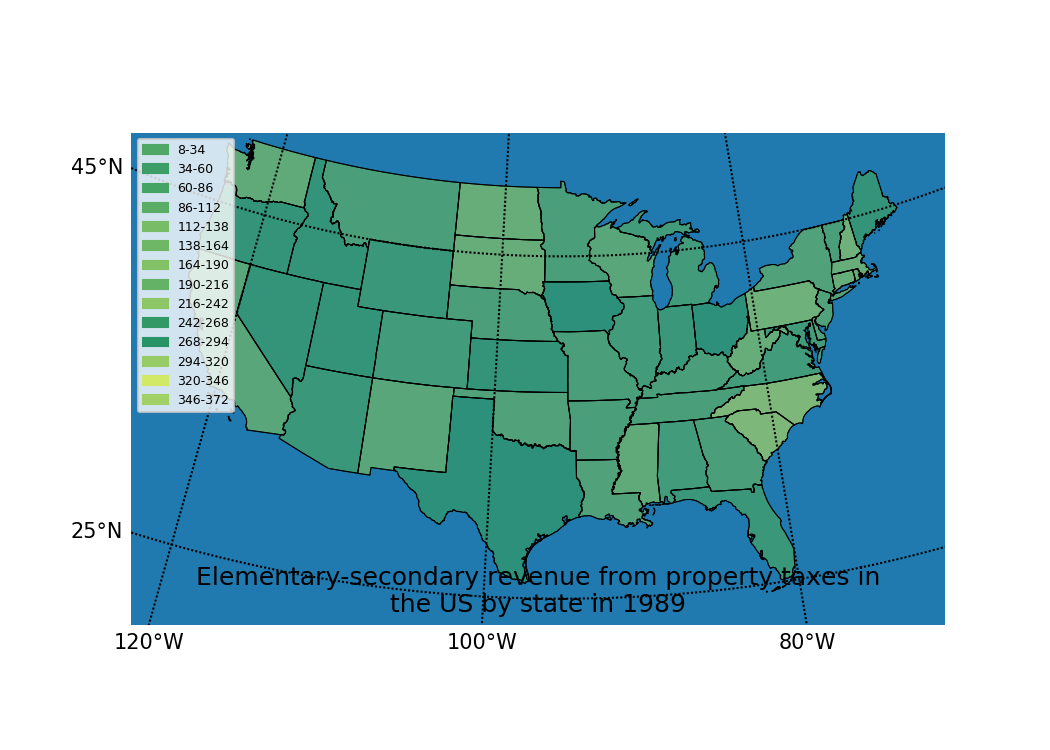 45°N
8-34
34-60
60-86
86-112
112-138
138-164
164-190
190-216
216-242
242-268
268-294
294-320
320-346
346-372
25°N
Elementary-secondary revenue from property taxes in
the US by state in 1989
120°W 100°W 80°W